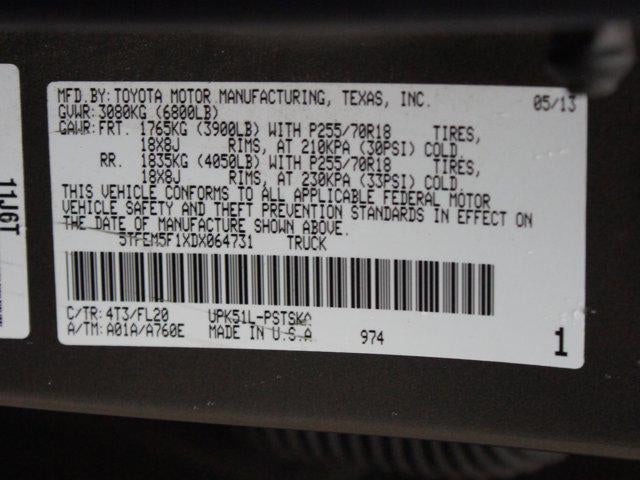 MFD.BY: TOYOTA MOTOR MANUFACTURING, TEXAS, INC. 05/13
GVWR: 3080KG (6800LB)
GAWR: FRT. 1765KG (3900LB) WITH P255/70R18 TIRES,
18X8J RIMS, AT 210KPA (30PSI) COLD
RR. 1835KG (4050LB) WITH P255/70R18 TIRES,
18X8J RIMS, AT 230KPA (33PSI) COLD.
THIS VEHICLE CONFORMS TO ALL APPLICABLE FEDERAL MOTOR
VEHICLE SAFETY AND THEFT PREVENTION STANDARDS IN EFFECT ON
THE DATE OF MANUFACTURE SHOWN ABOVE.
5TFEM5F1XDX064731 TRUCK
C/TR: 4T3/FL20 UPK51L-PSTSKA
A/TM: A01A/A760E MADE IN U.S.A 974 1
11J6T